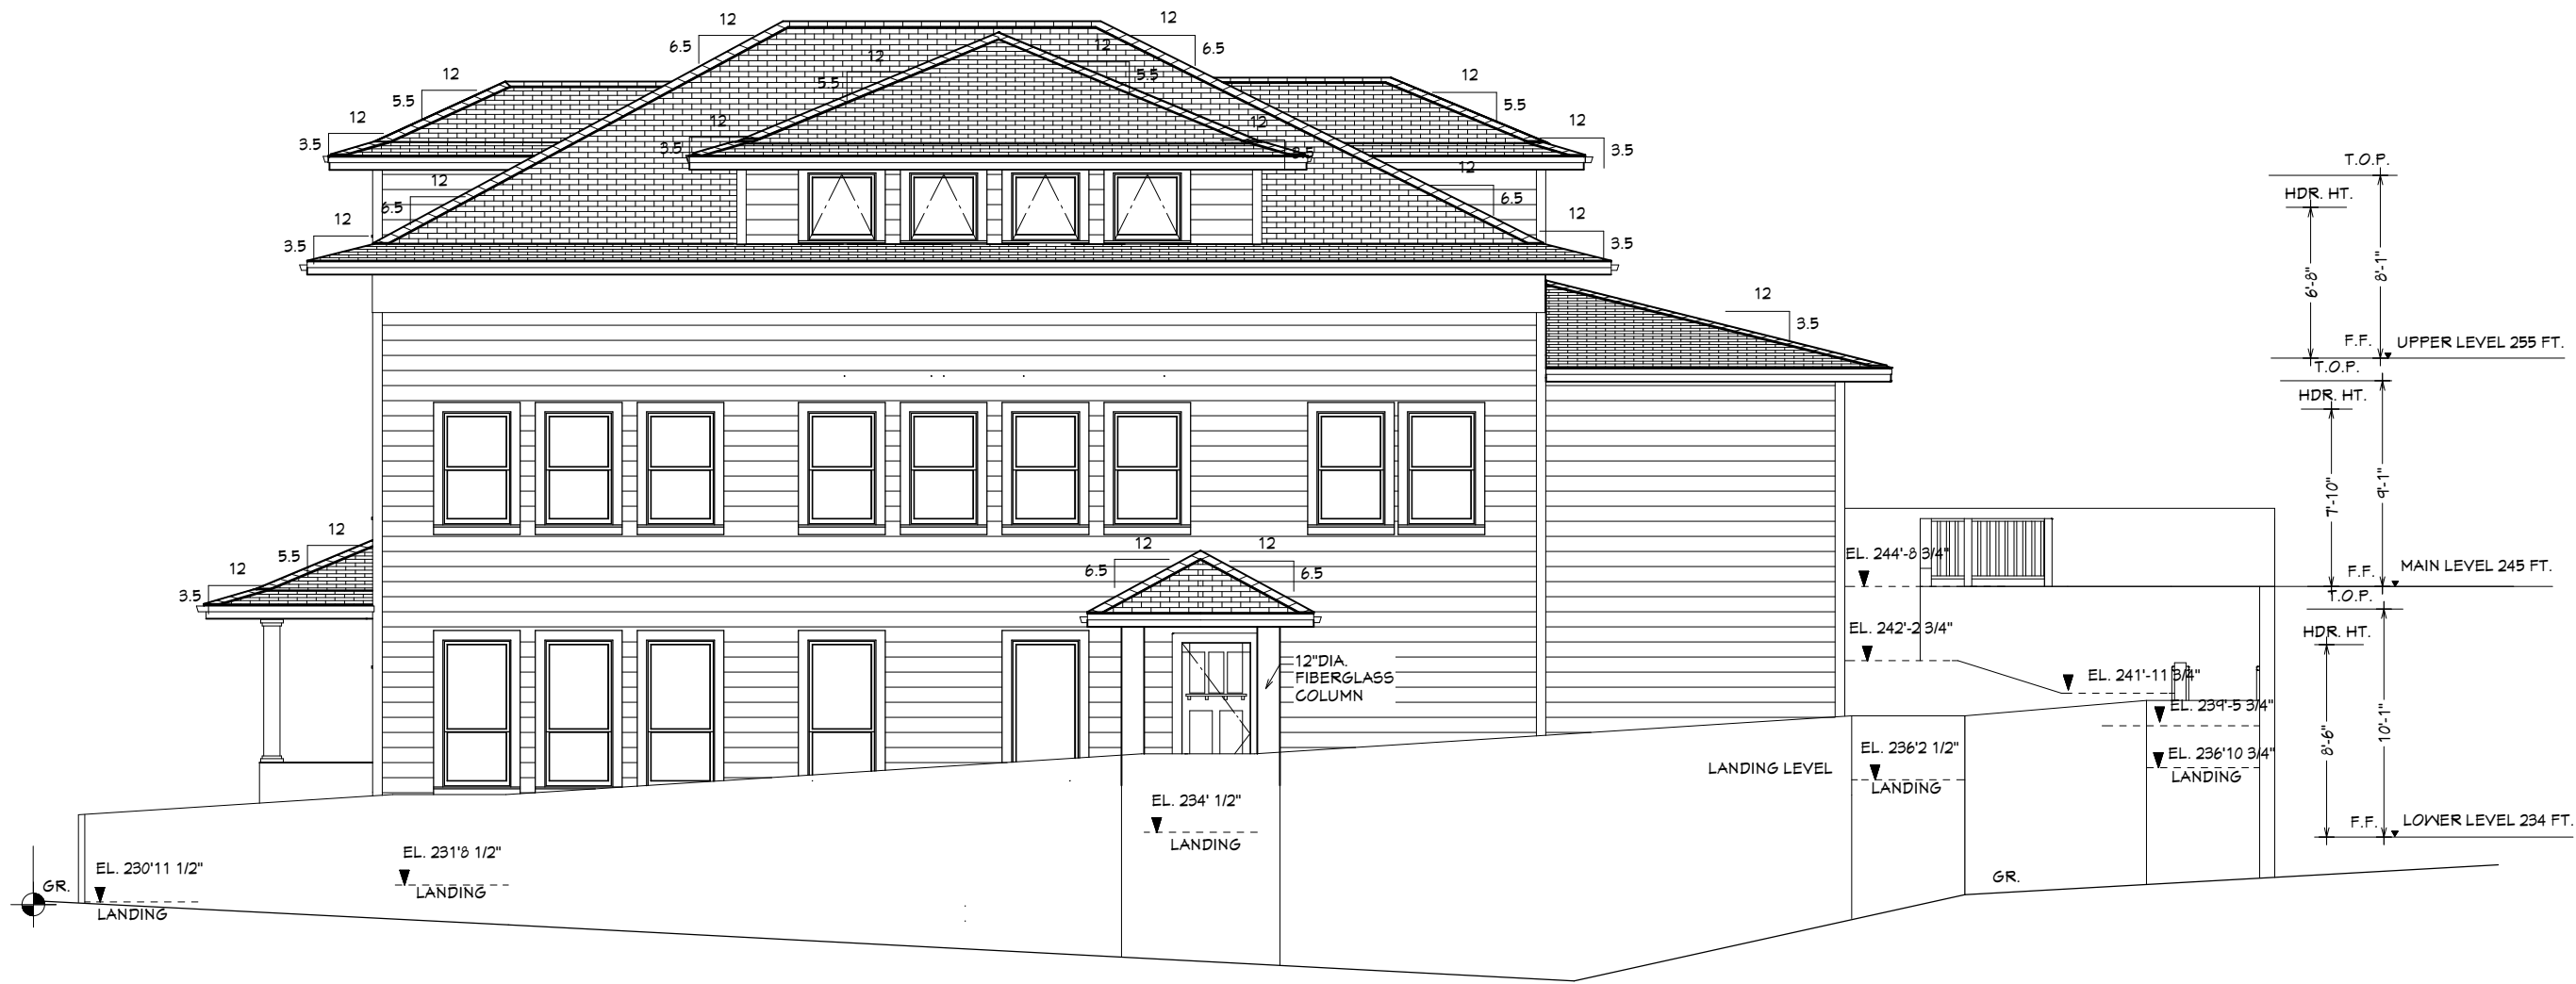 12
12
6.5
6.5
12
12
5.5
5.5
12
12
5.5
5.5
12
12
12
12
3.5
3.5
3.5
3.5
12
12
6.5
6.5
12
12
3.5
3.5
12
3.5
12
5.5
12
3.5
12
12
6.5
6.5
12"DIA.
FIBERGLASS
COLUMN
T.O.P.
HDR. HT.
6'-8"
8'-1"
F.F.
UPPER LEVEL 255 FT.
T.O.P.
HDR. HT.
7'-10"
9'-1"
EL. 244'-8 3/4"
F.F.
MAIN LEVEL 245 FT.
T.O.P.
EL. 242'-2 3/4"
HDR. HT.
EL. 241'-11 3/4"
EL. 239'-5 3/4"
8'-6"
10'-1"
EL. 236'2 1/2"
LANDING
EL. 236'10 3/4"
LANDING
LANDING LEVEL
EL. 234' 1/2"
LANDING
F.F.
LOWER LEVEL 234 FT.
EL. 231'8 1/2"
LANDING
EL. 230'11 1/2"
LANDING
GR.
GR.